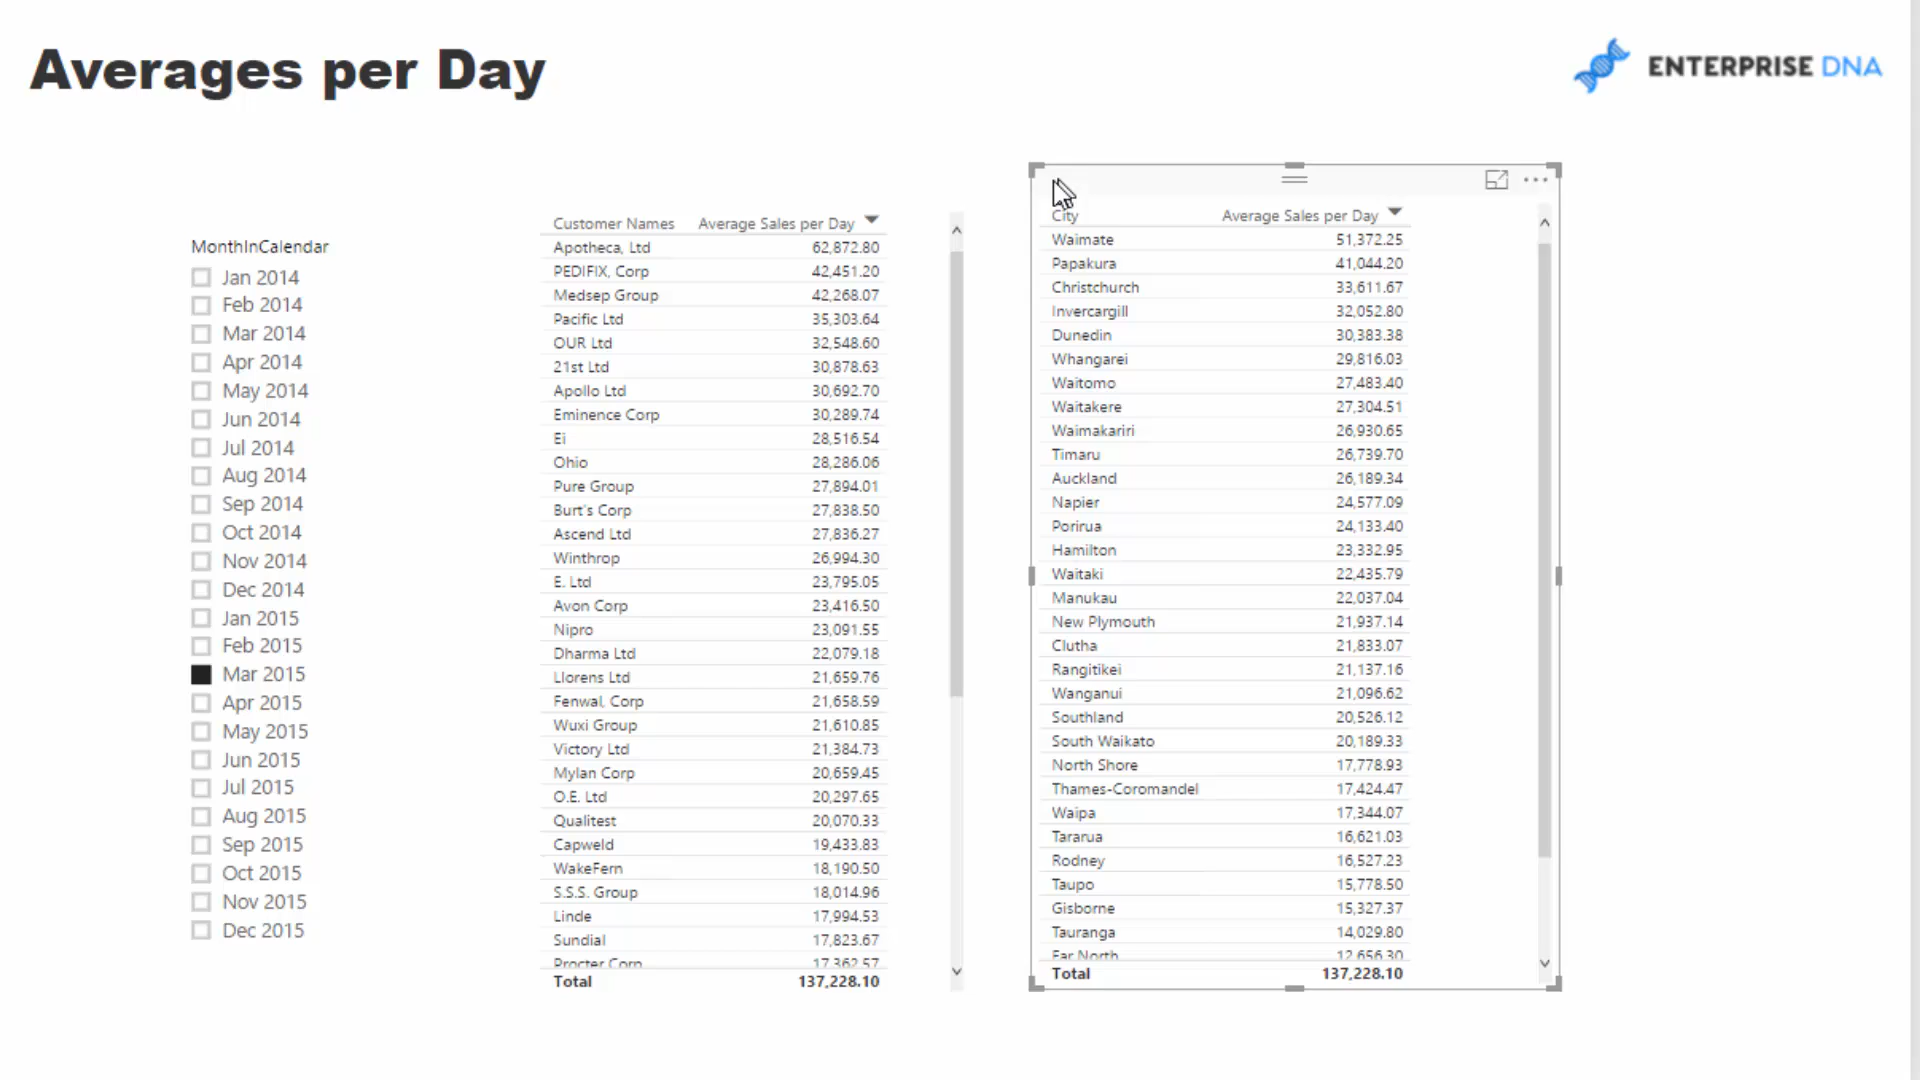 Averages per Day
ENTERPRISE DNA
MonthInCalendar
Jan 2014
Feb 2014
Mar 2014
Apr 2014
May 2014
Jun 2014
Jul 2014
Aug 2014
Sep 2014
Oct 2014
Nov 2014
Dec 2014
Jan 2015
Feb 2015
Mar 2015
Apr 2015
May 2015
Jun 2015
Jul 2015
Aug 2015
Sep 2015
Oct 2015
Nov 2015
Dec 2015
Customer Names Average Sales per Day
Apotheca, Ltd 62,872.80
PEDIFIX, Corp 42,451.20
Medsep Group 42,268.07
Pacific Ltd 35,303.64
OUR Ltd 32,548.60
21st Ltd 30,878.63
Apollo Ltd 30,692.70
Eminence Corp 30,289.74
Ei 28,516.54
Ohio 28,286.06
Pure Group 27,894.01
Burt's Corp 27,838.50
Ascend Ltd 27,836.27
Winthrop 26,994.30
E. Ltd 23,795.05
Avon Corp 23,416.50
Nipro 23,091.55
Dharma Ltd 22,079.18
Llorens Ltd 21,659.76
Fenwal, Corp 21,658.59
Wuxi Group 21,610.85
Victory Ltd 21,384.73
Mylan Corp 20,659.45
O.E. Ltd 20,297.65
Qualitest 20,070.33
Capweld 19,433.83
WakeFern 18,190.50
S.S.S. Group 18,014.96
Linde 17,994.53
Sundial 17,823.67
Procter Corp 17,362.57
Total 137,228.10
City Average Sales per Day
Waimate 51,372.25
Papakura 41,044.20
Christchurch 33,611.67
Invercargill 32,052.80
Dunedin 30,383.38
Whangarei 29,816.03
Waitomo 27,483.40
Waitakere 27,304.51
Waimakariri 26,930.65
Timaru 26,739.70
Auckland 26,189.34
Napier 24,577.09
Porirua 24,133.40
Hamilton 23,332.95
Waitaki 22,435.79
Manukau 22,037.04
New Plymouth 21,937.14
Clutha 21,833.07
Rangitikei 21,137.16
Wanganui 21,096.62
Southland 20,526.12
South Waikato 20,189.33
North Shore 17,778.93
Thames-Coromandel 17,424.47
Waipa 17,344.07
Tararua 16,621.03
Rodney 16,527.23
Taupo 15,778.50
Gisborne 15,327.37
Tauranga 14,029.80
Far North 12,656.30
Total 137,228.10